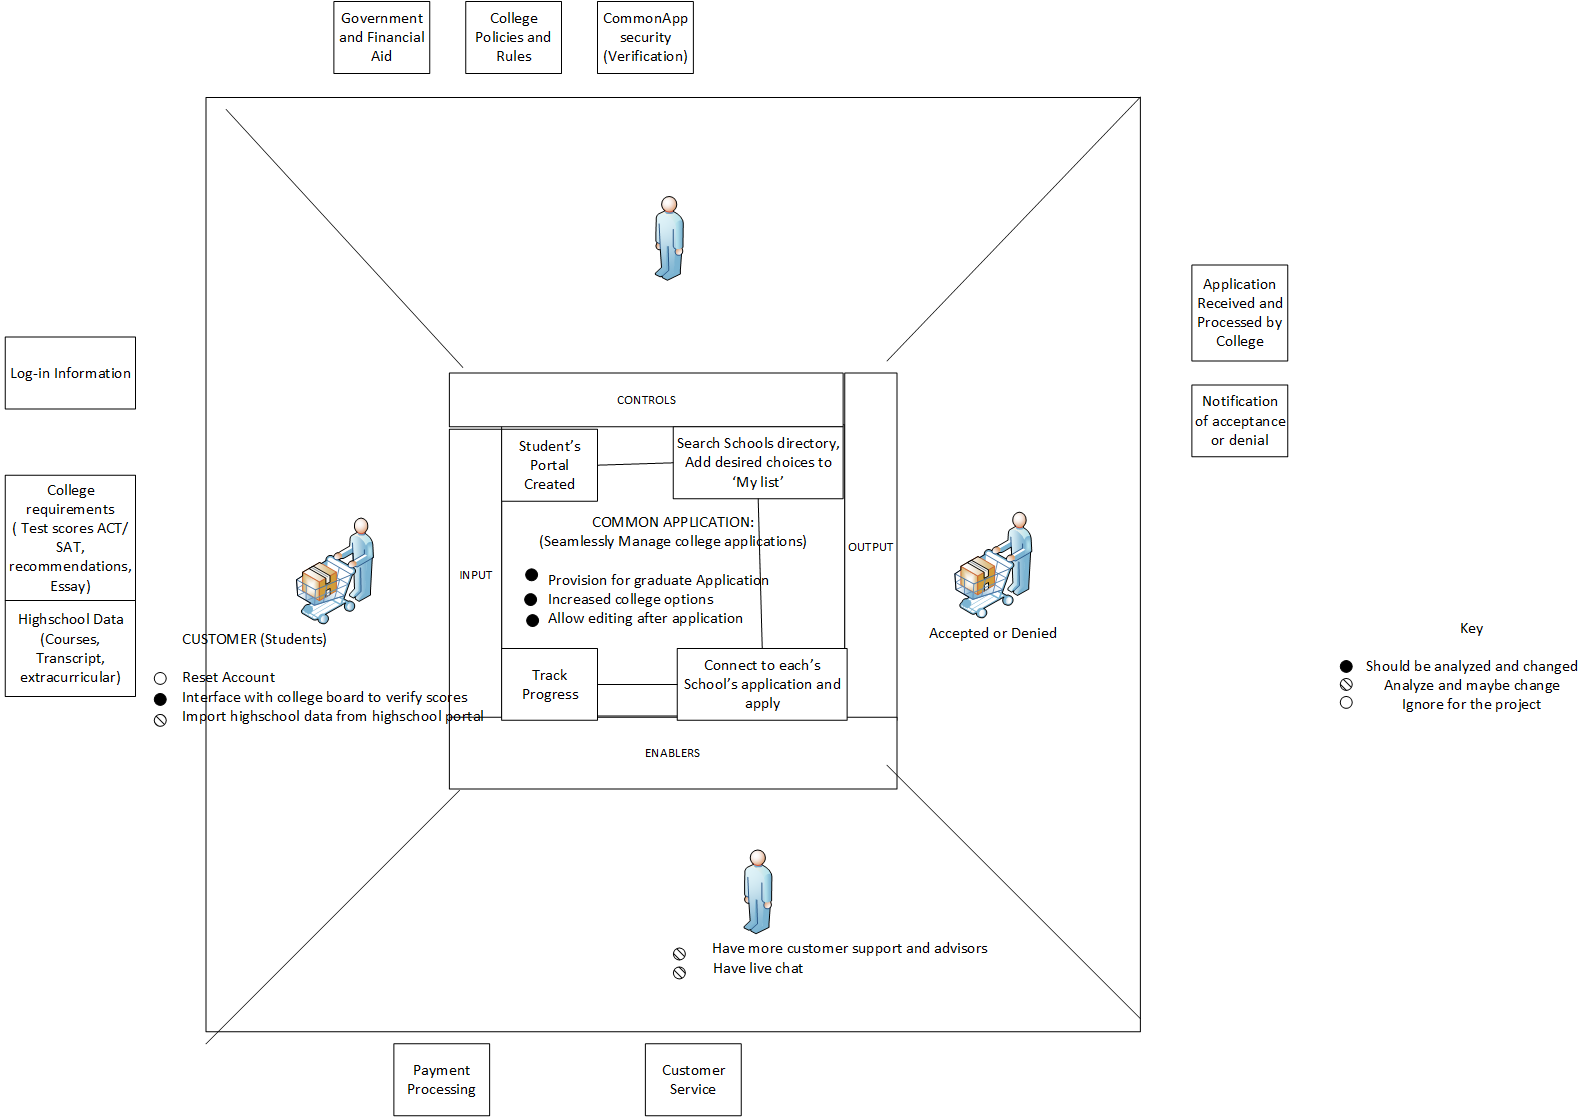 Government
and Financial
Aid
College
Policies and
Rules
CommonApp
security
(Verification)
Log-in Information
College
requirements
( Test scores ACT/
SAT,
recommendations,
Essay)
Highschool Data
(Courses,
Transcript,
extracurricular)
CUSTOMER (Students)
Reset Account
Interface with college board to verify scores
Import highschool data from highschool portal
CONTROLS
INPUT
Student’s
Portal
Created
Search Schools directory,
Add desired choices to
‘My list’
COMMON APPLICATION:
(Seamlessly Manage college applications)
Provision for graduate Application
Increased college options
Allow editing after application
Track
Progress
Connect to each’s
School’s application and
apply
OUTPUT
ENABLERS
Accepted or Denied
Application
Received and
Processed by
College
Notification
of acceptance
or denial
Key
Should be analyzed and changed
Analyze and maybe change
Ignore for the project
Have more customer support and advisors
Have live chat
Payment
Processing
Customer
Service